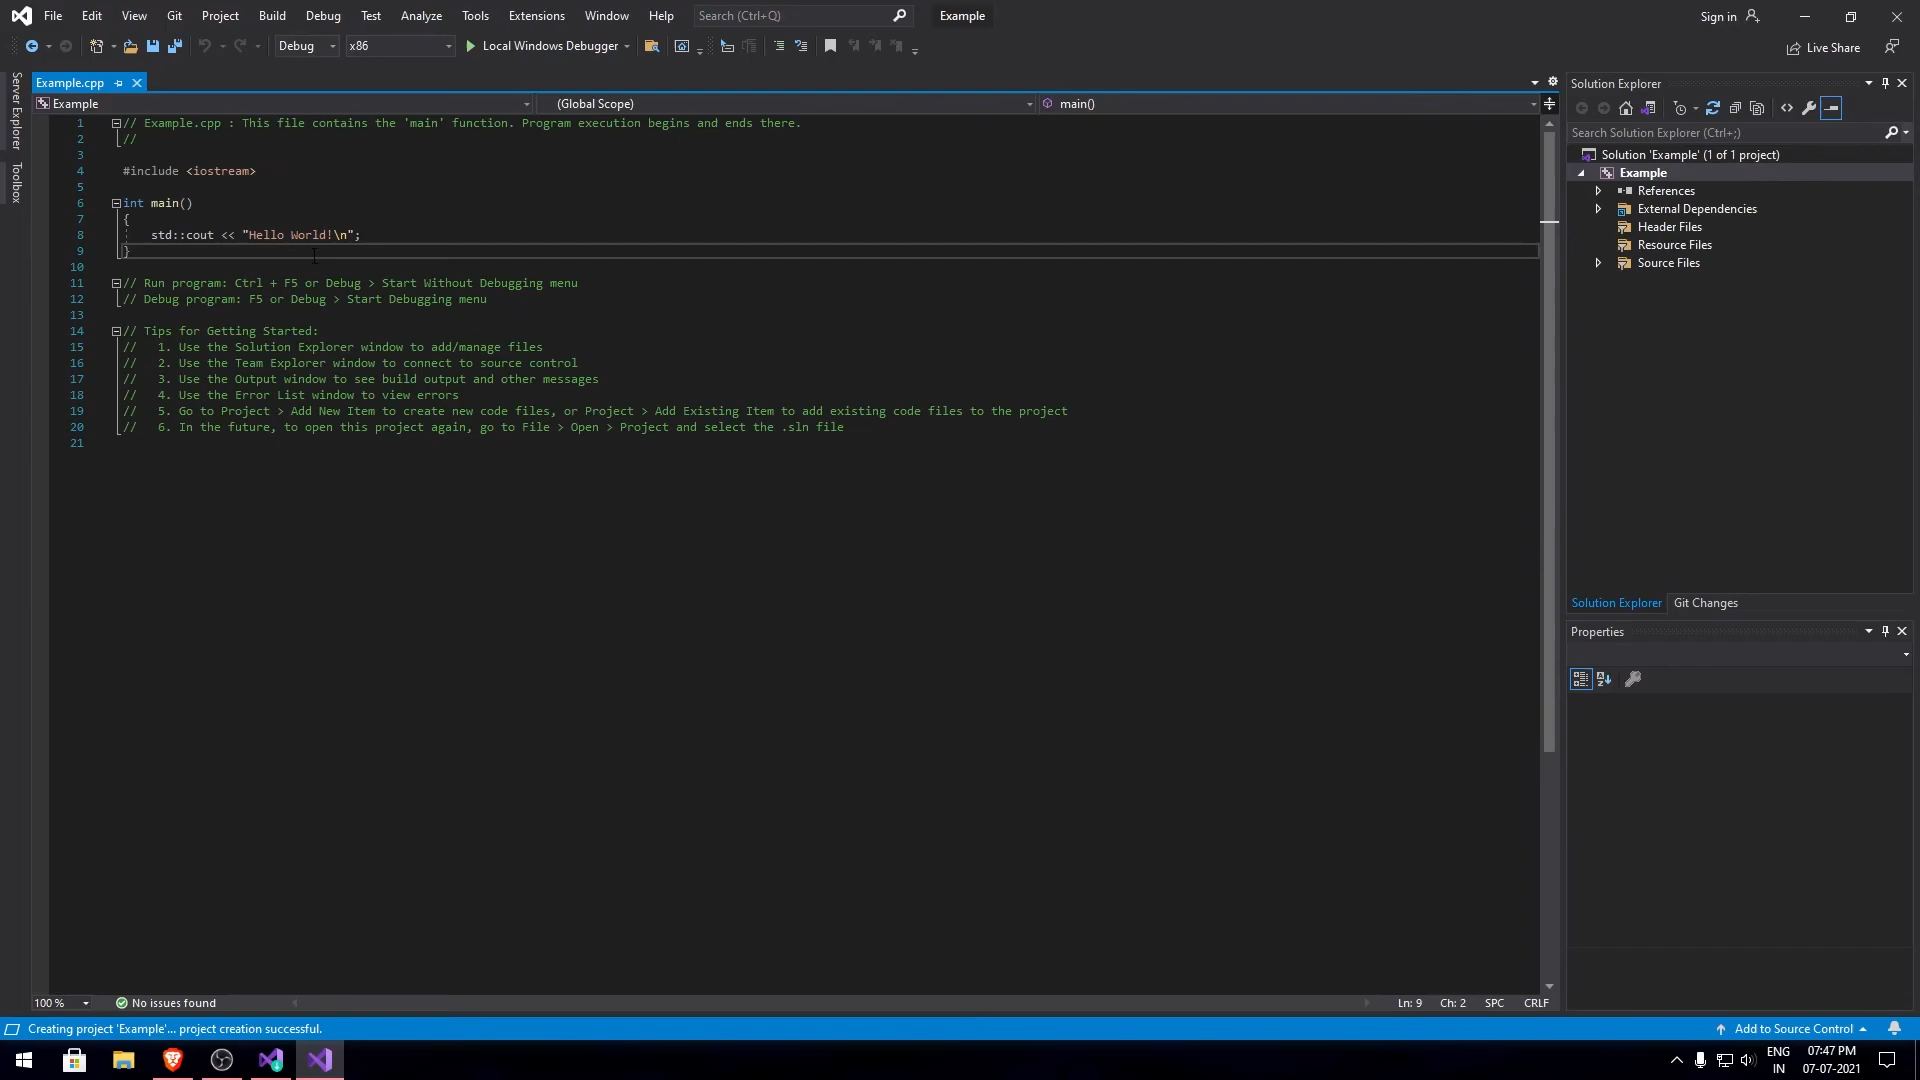 File Edit View Git Project Build Debug Test Analyze Tools Extensions Window Help Search (Ctrl+Q) Example Sign in
Debug x86 Local Windows Debugger Live Share
Server Explorer
Toolbox
Example.cpp
Example (Global Scope) main()
1 // Example.cpp : This file contains the 'main' function. Program execution begins and ends there.
2 //
3
4 #include <iostream>
5
6 int main()
7 {
8 std::cout << "Hello World!\n";
9 }
10
11 // Run program: Ctrl + F5 or Debug > Start Without Debugging menu
12 // Debug program: F5 or Debug > Start Debugging menu
13
14 // Tips for Getting Started:
15 // 1. Use the Solution Explorer window to add/manage files
16 // 2. Use the Team Explorer window to connect to source control
17 // 3. Use the Output window to see build output and other messages
18 // 4. Use the Error List window to view errors
19 // 5. Go to Project > Add New Item to create new code files, or Project > Add Existing Item to add existing code files to the project
20 // 6. In the future, to open this project again, go to File > Open > Project and select the .sln file
21
100 % No issues found Ln: 9 Ch: 2 SPC CRLF
Solution Explorer
Search Solution Explorer (Ctrl+;)
Solution 'Example' (1 of 1 project)
Example
References
External Dependencies
Header Files
Resource Files
Source Files
Solution Explorer Git Changes
Properties
Creating project 'Example'... project creation successful. Add to Source Control
ENG 07:47 PM
IN 07-07-2021